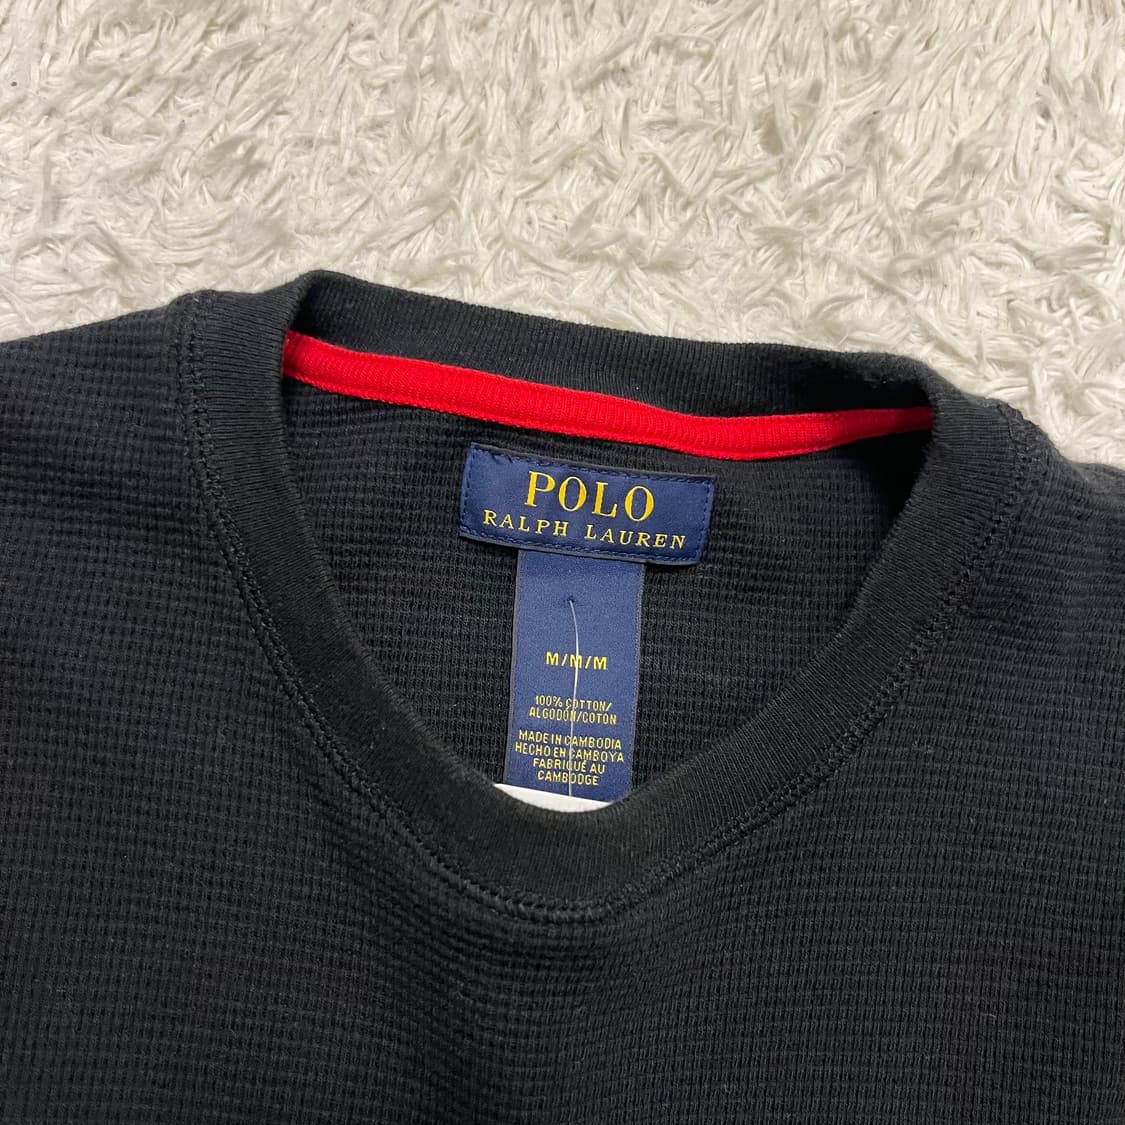 POLO
RALPH LAUREN
M/M/M
100% COTTON/
ALGODÓN/COTON
MADE IN CAMBODIA
HECHO EN CAMBOYA
FABRIQUÉ AU
CAMBODGE